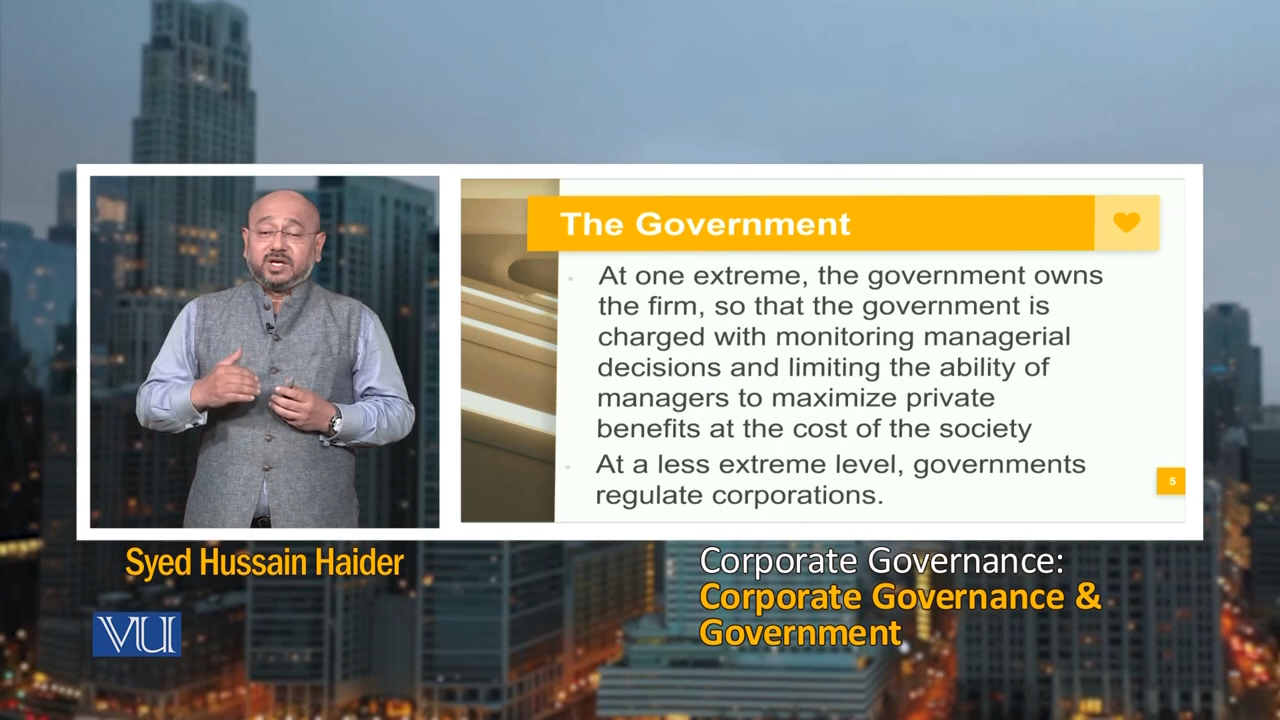 The Government
At one extreme, the government owns
the firm, so that the government is
charged with monitoring managerial
decisions and limiting the ability of
managers to maximize private
benefits at the cost of the society
At a less extreme level, governments
regulate corporations.
5
Syed Hussain Haider
Corporate Governance:
Corporate Governance &
Government
VU